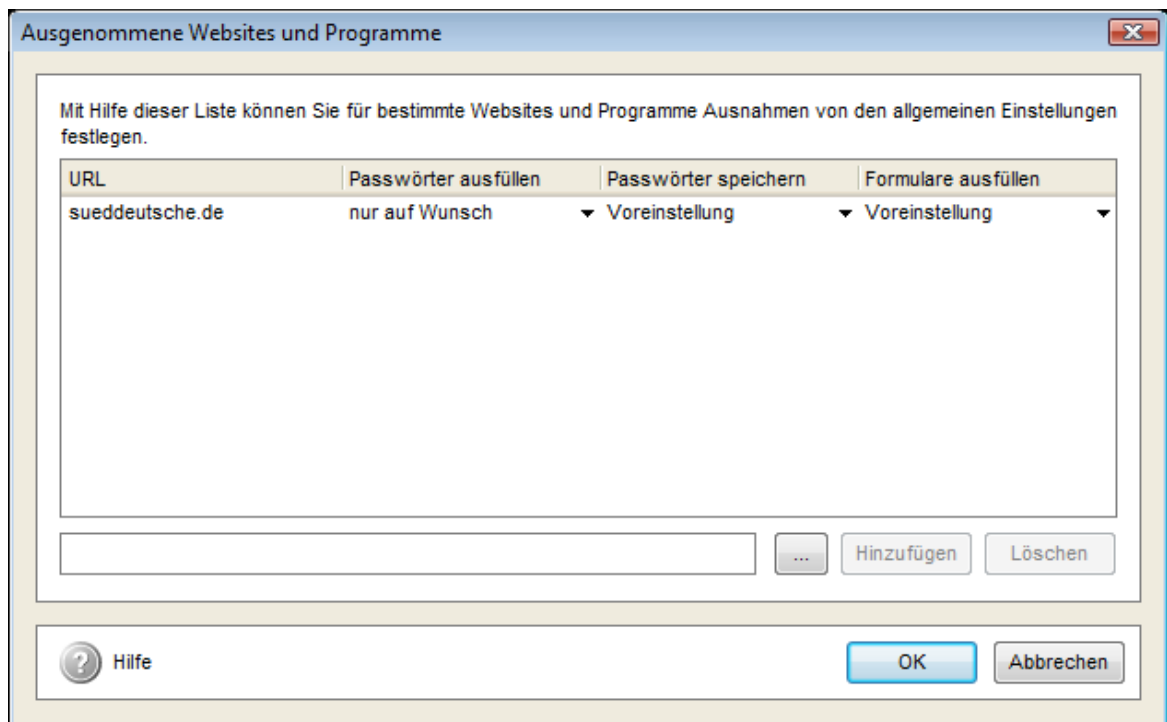 Ausgenommene Websites und Programme
Mit Hilfe dieser Liste können Sie für bestimmte Websites und Programme Ausnahmen von den allgemeinen Einstellungen
festlegen.
URL Passwörter ausfüllen Passwörter speichern Formulare ausfüllen
sueddeutsche.de nur auf Wunsch Voreinstellung Voreinstellung
... Hinzufügen Löschen
? Hilfe OK Abbrechen